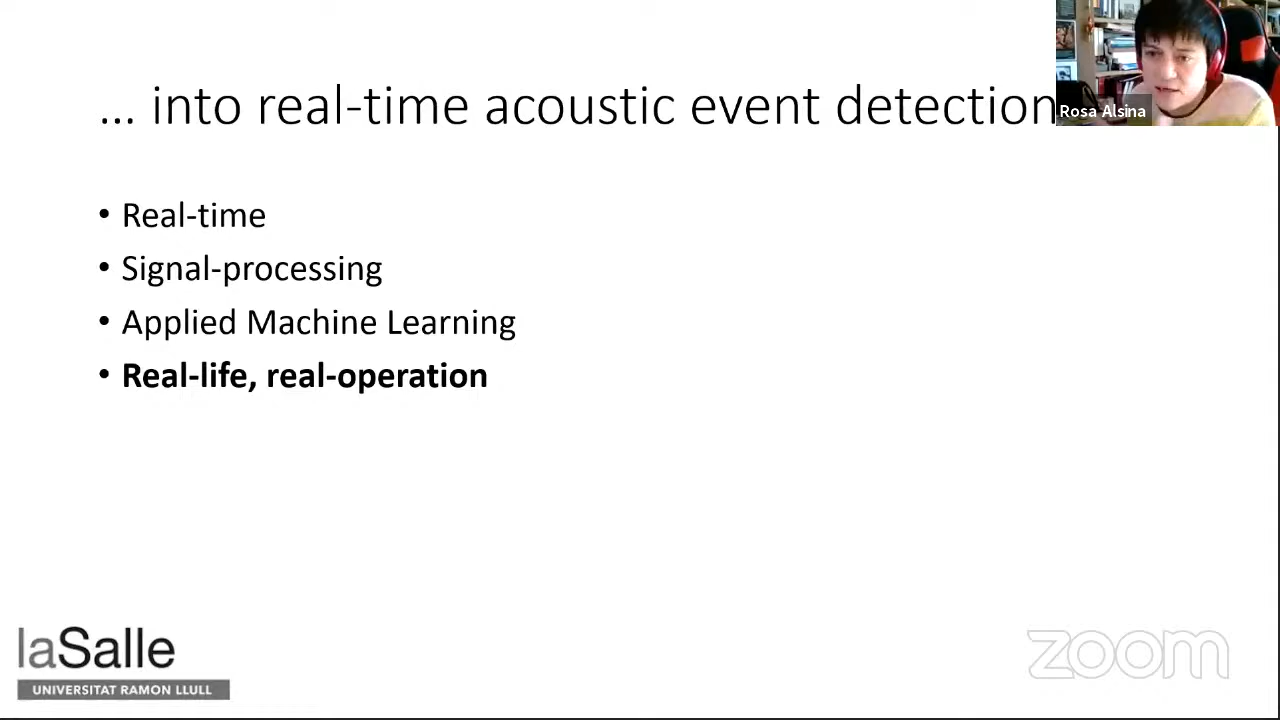 ... into real-time acoustic event detection
Rosa Alsina
• Real-time
• Signal-processing
• Applied Machine Learning
• Real-life, real-operation
laSalle
UNIVERSITAT RAMON LLULL
zoom